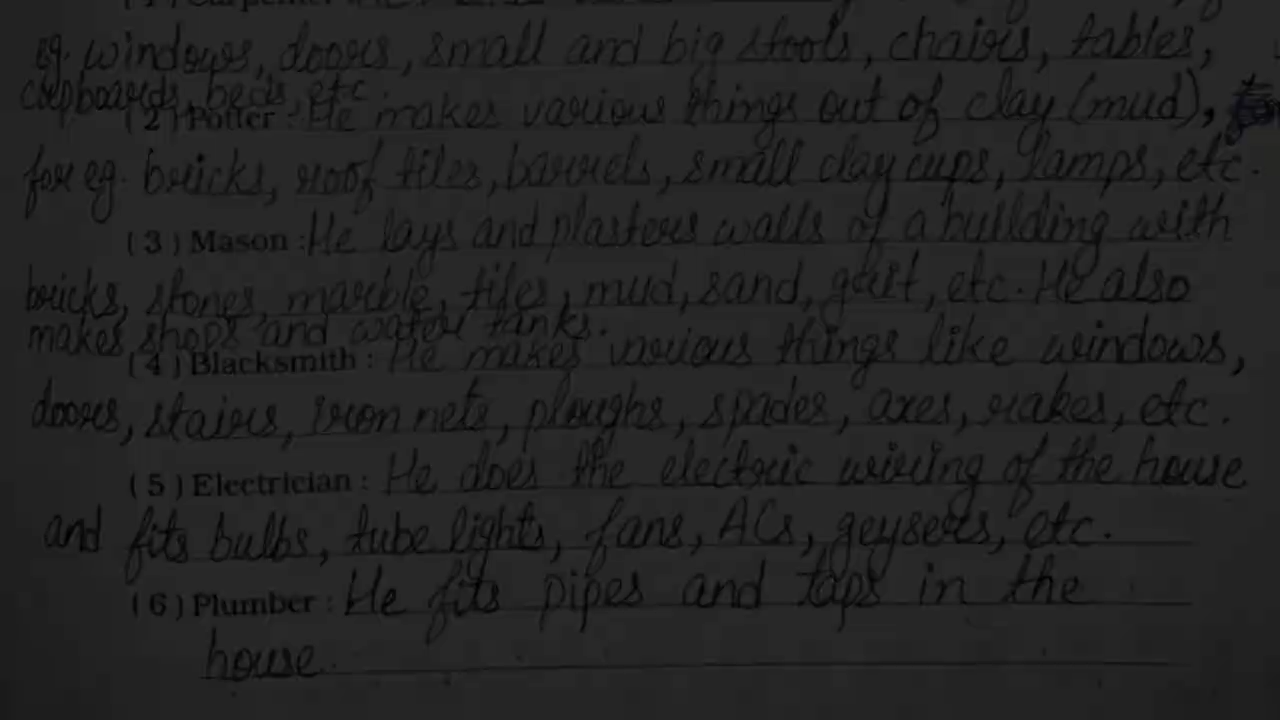 (1) Carpenter
eg. windows, doors, small and big stools, chairs, tables,
cupboards, beds, etc.
(2) Potter : He makes various things out of clay (mud),
for eg. bricks, roof tiles, barrels, small clay cups, lamps, etc.
(3) Mason : He lays and plasters walls of a building with
bricks, stones, marble, tiles, mud, sand, grit, etc. He also
makes shops and water tanks.
(4) Blacksmith : He makes various things like windows,
doors, stairs, iron nets, ploughs, spades, axes, rakes, etc.
(5) Electrician : He does the electric wiring of the house
and fits bulbs, tube lights, fans, ACs, geysers, etc.
(6) Plumber : He fits pipes and taps in the
house.